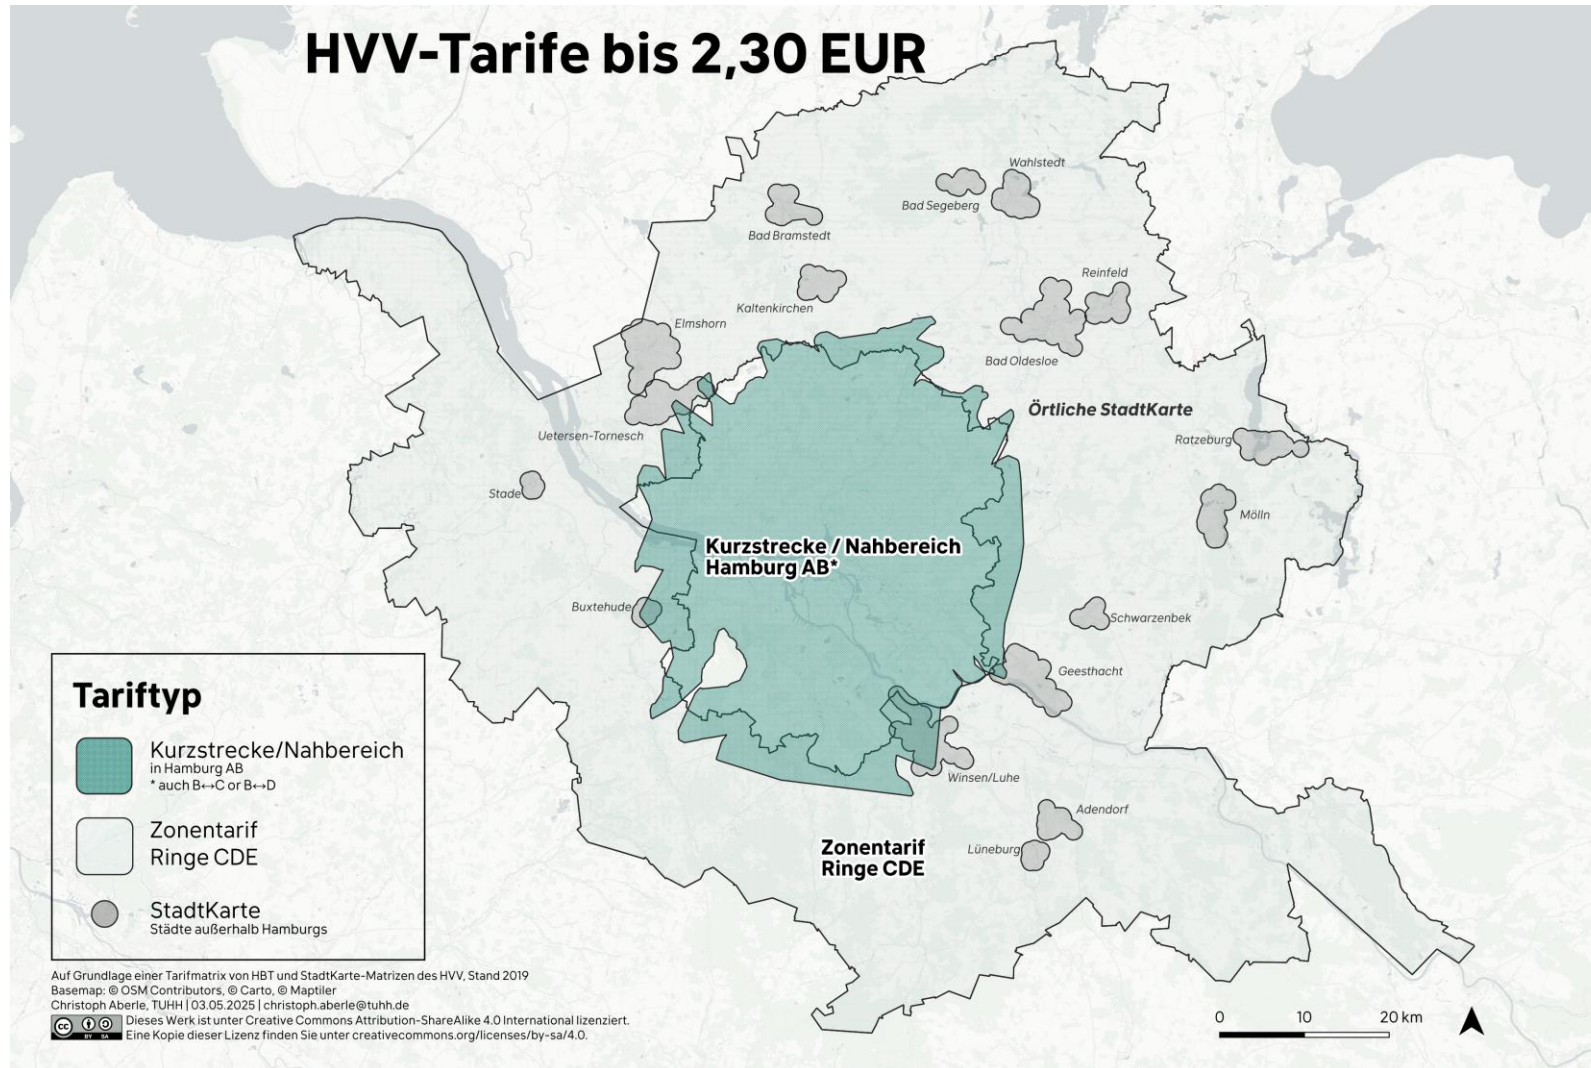 HVV-Tarife bis 2,30 EUR
Wahlstedt
Bad Segeberg
Bad Bramstedt
Reinfeld
Kaltenkirchen
Elmshorn
Bad Oldesloe
Örtliche StadtKarte
Uetersen-Tornesch
Ratzeburg
Stade
Mölln
Kurzstrecke / Nahbereich
Hamburg AB*
Buxtehude
Schwarzenbek
Geesthacht
Winsen/Luhe
Adendorf
Lüneburg
Zonentarif
Ringe CDE
Tariftyp
Kurzstrecke/Nahbereich
in Hamburg AB
* auch B↔C or B↔D
Zonentarif
Ringe CDE
StadtKarte
Städte außerhalb Hamburgs
Auf Grundlage einer Tarifmatrix von HBT und StadtKarte-Matrizen des HVV, Stand 2019
Basemap: © OSM Contributors, © Carto, © Maptiler
Christoph Aberle, TUHH | 03.05.2025 | christoph.aberle@tuhh.de
cc BY SA Dieses Werk ist unter Creative Commons Attribution-ShareAlike 4.0 International lizenziert.
Eine Kopie dieser Lizenz finden Sie unter creativecommons.org/licenses/by-sa/4.0.
0 10 20 km